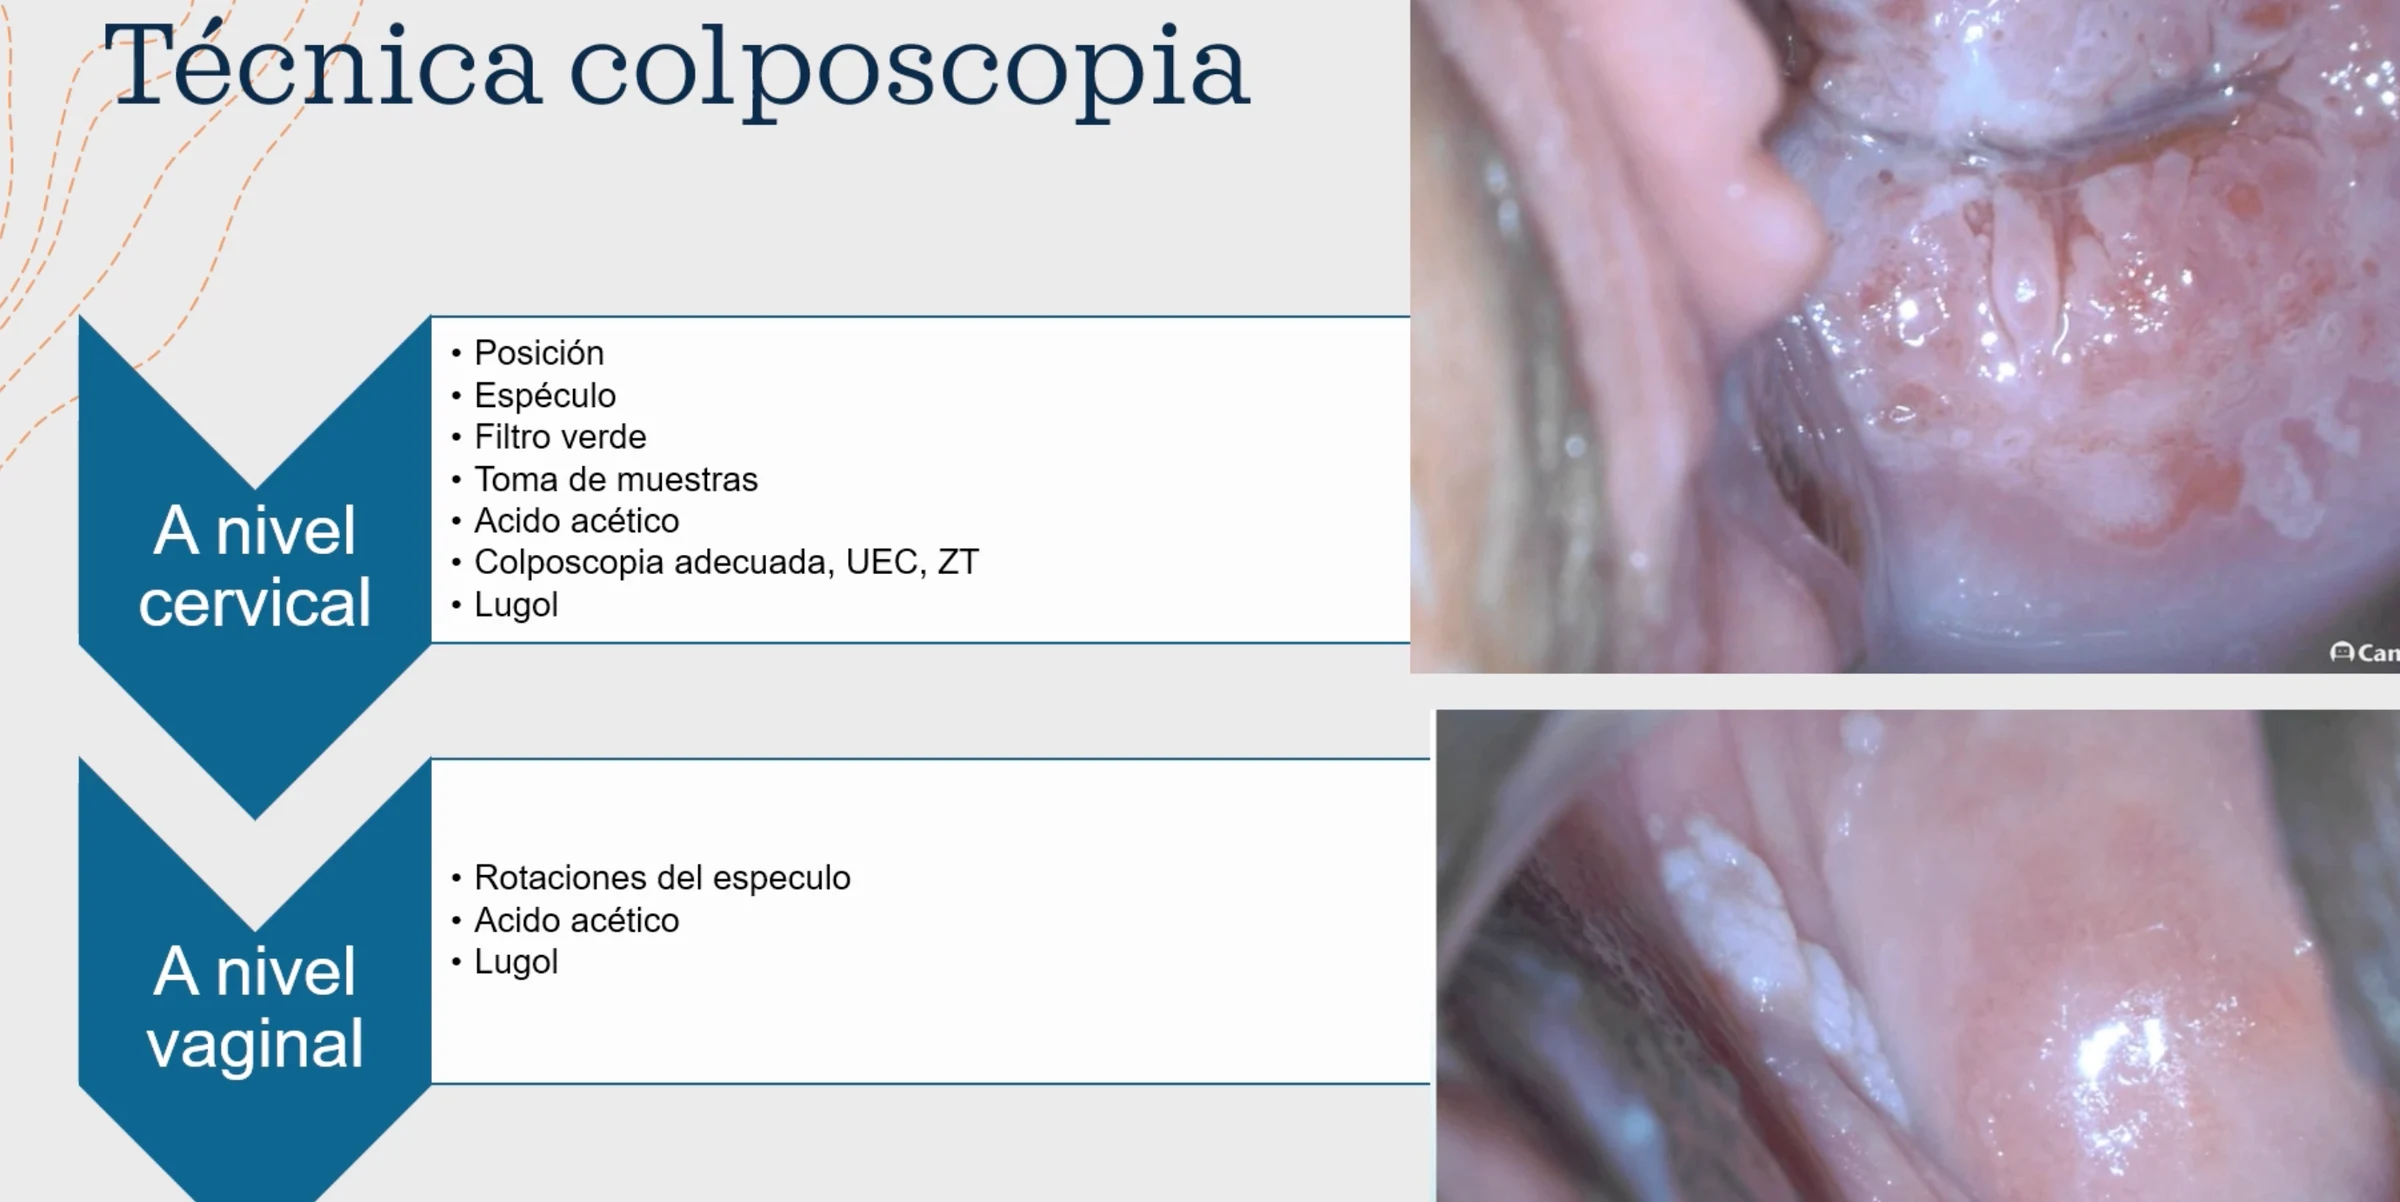 Técnica colposcopia
A nivel
cervical
• Posición
• Espéculo
• Filtro verde
• Toma de muestras
• Acido acético
• Colposcopia adecuada, UEC, ZT
• Lugol
Can
A nivel
vaginal
• Rotaciones del especulo
• Acido acético
• Lugol